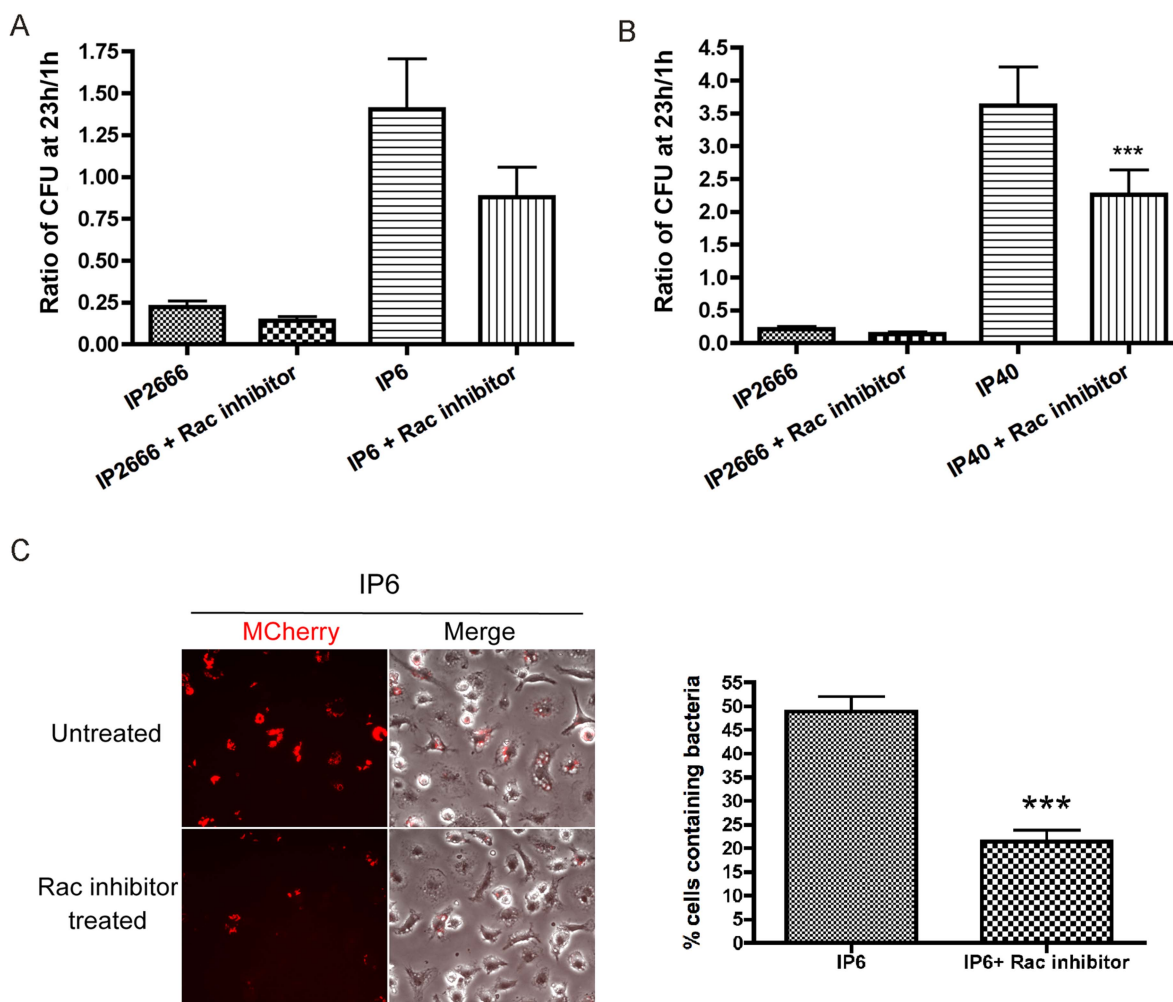 A
Ratio of CFU at 23h/1h
1.75
1.50
1.25
1.00
0.75
0.50
0.25
0.00
IP2666
IP2666 + Rac inhibitor
IP6
IP6 + Rac inhibitor
B
Ratio of CFU at 23h/1h
4.5
4.0
3.5
3.0
2.5
2.0
1.5
1.0
0.5
0.0
***
IP2666
IP2666 + Rac inhibitor
IP40
IP40 + Rac inhibitor
C
IP6
MCherry
Merge
Untreated
Rac inhibitor
treated
% cells containing bacteria
55
50
45
40
35
30
25
20
15
10
5
0
***
IP6
IP6+ Rac inhibitor